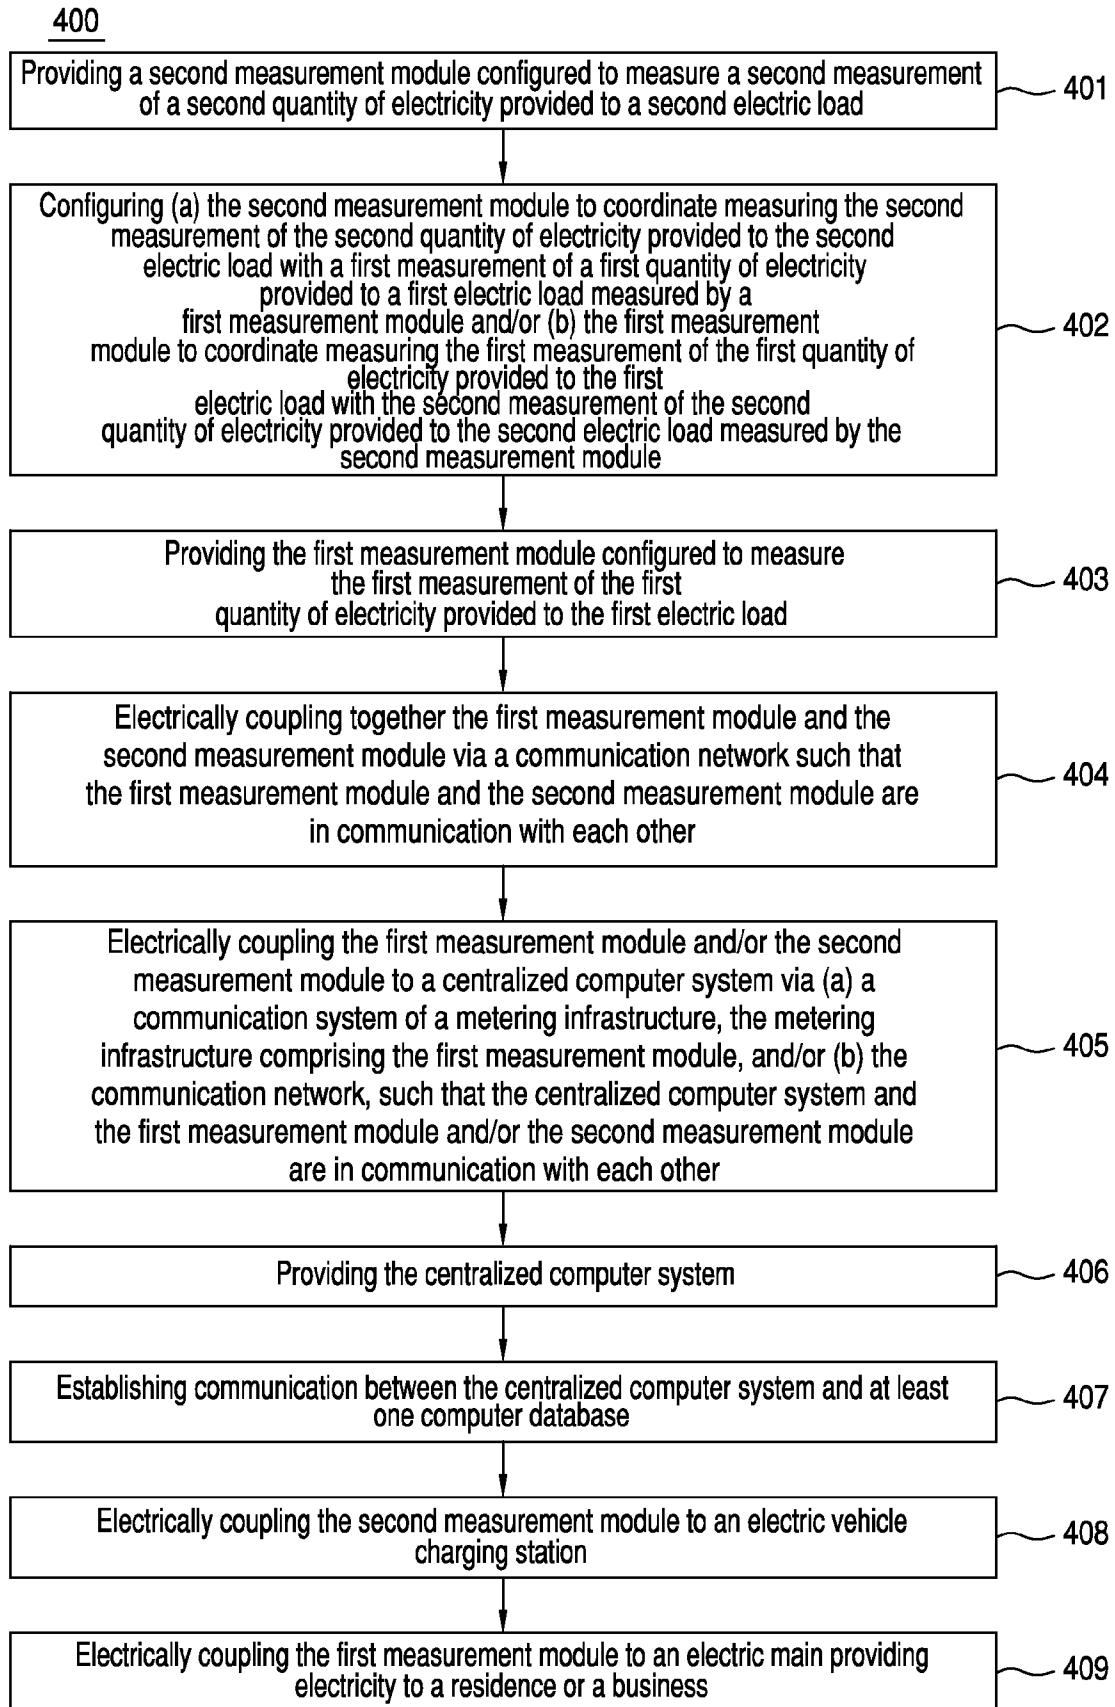 400
Providing a second measurement module configured to measure a second measurement
of a second quantity of electricity provided to a second electric load
401
Configuring (a) the second measurement module to coordinate measuring the second
measurement of the second quantity of electricity provided to the second
electric load with a first measurement of a first quantity of electricity
provided to a first electric load measured by a
first measurement module and/or (b) the first measurement
module to coordinate measuring the first measurement of the first quantity of
electricity provided to the first
electric load with the second measurement of the second
quantity of electricity provided to the second electric load measured by the
second measurement module
402
Providing the first measurement module configured to measure
the first measurement of the first
quantity of electricity provided to the first electric load
403
Electrically coupling together the first measurement module and the
second measurement module via a communication network such that
the first measurement module and the second measurement module are
in communication with each other
404
Electrically coupling the first measurement module and/or the second
measurement module to a centralized computer system via (a) a
communication system of a metering infrastructure, the metering
infrastructure comprising the first measurement module, and/or (b) the
communication network, such that the centralized computer system and
the first measurement module and/or the second measurement module
are in communication with each other
405
Providing the centralized computer system
406
Establishing communication between the centralized computer system and at least
one computer database
407
Electrically coupling the second measurement module to an electric vehicle
charging station
408
Electrically coupling the first measurement module to an electric main providing
electricity to a residence or a business
409